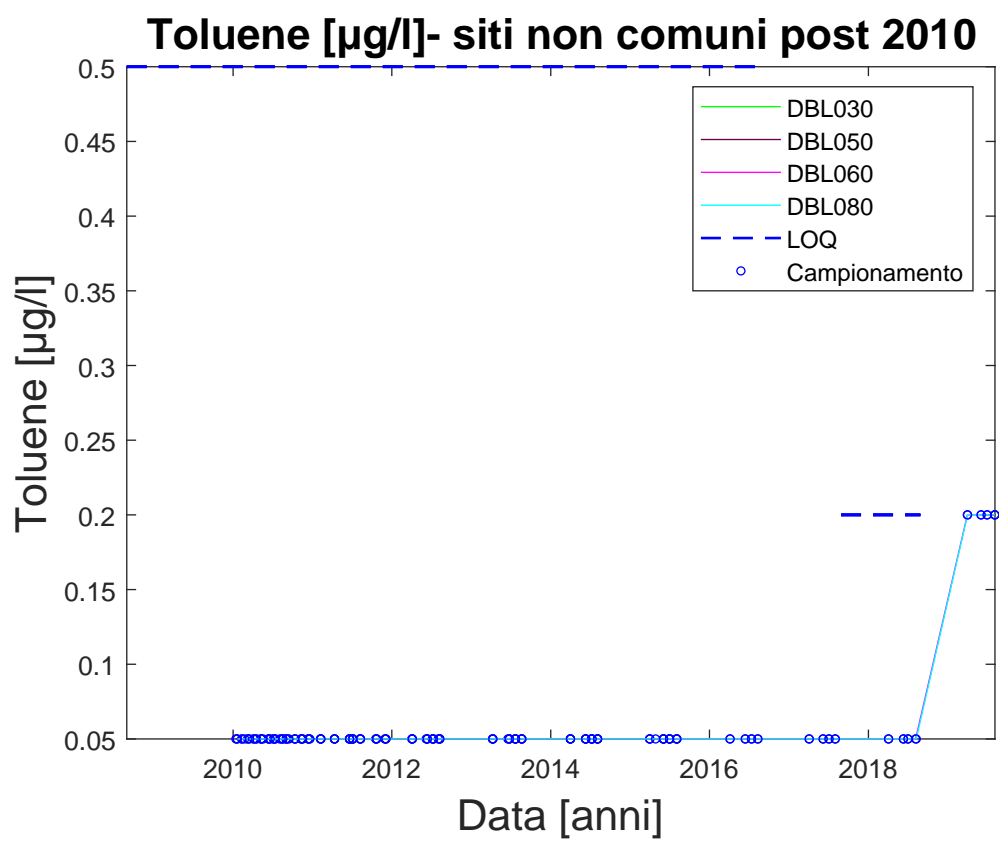 Toluene [µg/l]- siti non comuni post 2010
0.5
0.45
0.4
0.35
0.3
0.25
0.2
0.15
0.1
0.05
Toluene [µg/l]
DBL030
DBL050
DBL060
DBL080
LOQ
Campionamento
2010 2012 2014 2016 2018
Data [anni]